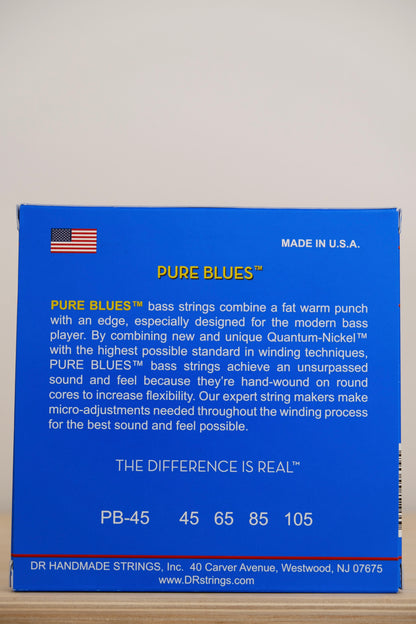 MADE IN U.S.A.
PURE BLUES™
PURE BLUES™ bass strings combine a fat warm punch
with an edge, especially designed for the modern bass
player. By combining new and unique Quantum-Nickel™
with the highest possible standard in winding techniques,
PURE BLUES™ bass strings achieve an unsurpassed
sound and feel because they're hand-wound on round
cores to increase flexibility. Our expert string makers make
micro-adjustments needed throughout the winding process
for the best sound and feel possible.
THE DIFFERENCE IS REAL™
PB-45 45 65 85 105
DR HANDMADE STRINGS, Inc. 40 Carver Avenue, Westwood, NJ 07675
www.DRstrings.com